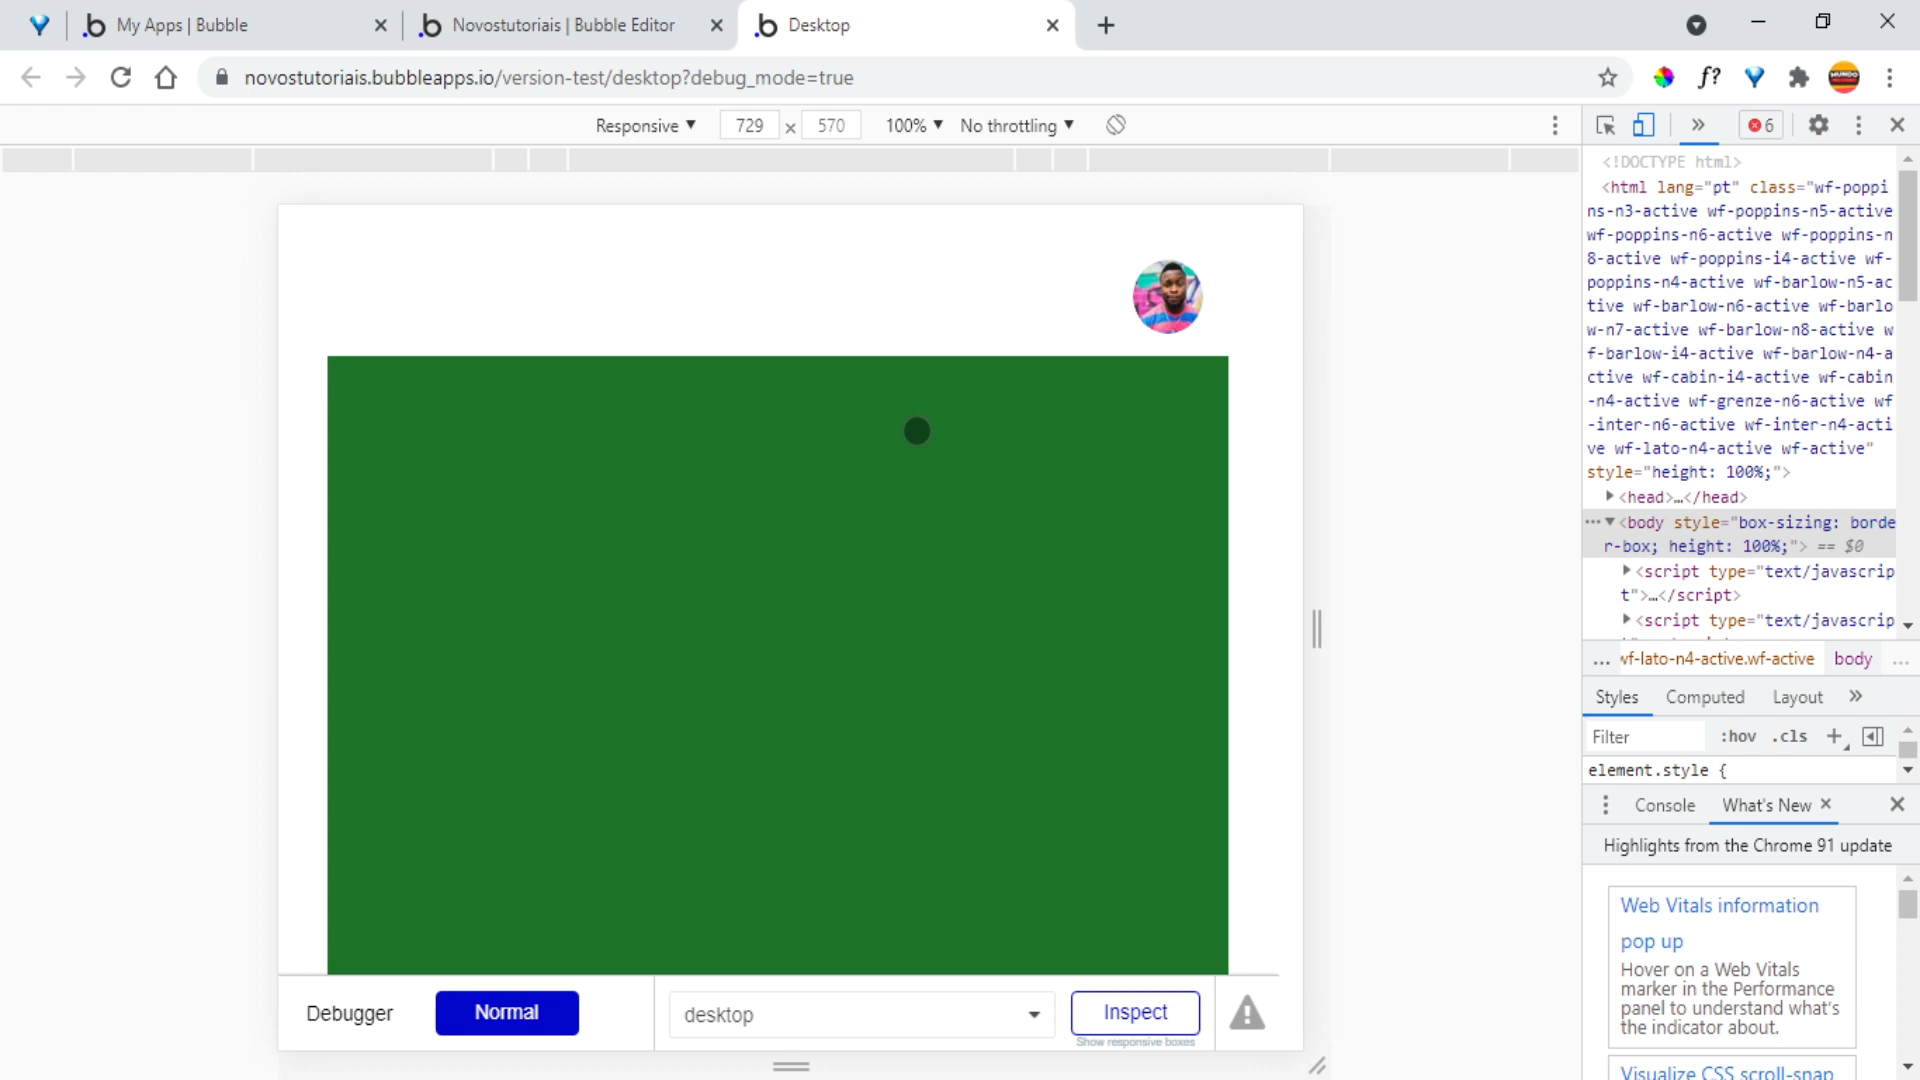 My Apps | Bubble
Novostutoriais | Bubble Editor
Desktop
novostutoriais.bubbleapps.io/version-test/desktop?debug_mode=true
f?
Responsive ▼ 729 x 570 100% ▼ No throttling ▼
6
<!DOCTYPE html>
<html lang="pt" class="wf-poppi
ns-n3-active wf-poppins-n5-active
wf-poppins-n6-active wf-poppins-n
8-active wf-poppins-i4-active wf-
poppins-n4-active wf-barlow-n5-ac
tive wf-barlow-n6-active wf-barlo
w-n7-active wf-barlow-n8-active w
f-barlow-i4-active wf-barlow-n4-a
ctive wf-cabin-i4-active wf-cabin
-n4-active wf-grenze-n6-active wf
-inter-n6-active wf-inter-n4-acti
ve wf-lato-n4-active wf-active"
style="height: 100%;">
<head>…</head>
<body style="box-sizing: borde
r-box; height: 100%;"> == $0
<script type="text/javascrip
t">…</script>
<script type="text/javascrip
... wf-lato-n4-active.wf-active body ...
Styles Computed Layout »
Filter :hov .cls +
element.style {
Console What's New
Highlights from the Chrome 91 update
Web Vitals information
pop up
Hover on a Web Vitals
marker in the Performance
panel to understand what's
the indicator about.
Visualize CSS scroll-snap
Debugger Normal desktop Inspect
Show responsive boxes